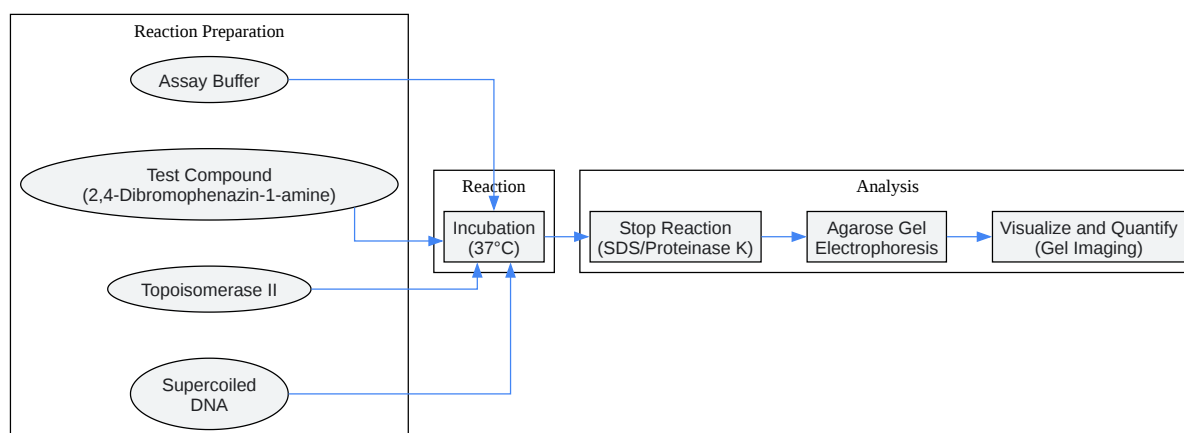 Reaction Preparation
Assay Buffer
Test Compound
(2,4-Dibromophenazin-1-amine)
Topoisomerase II
Supercoiled
DNA
Reaction
Incubation
(37°C)
Analysis
Stop Reaction
(SDS/Proteinase K)
Agarose Gel
Electrophoresis
Visualize and Quantify
(Gel Imaging)